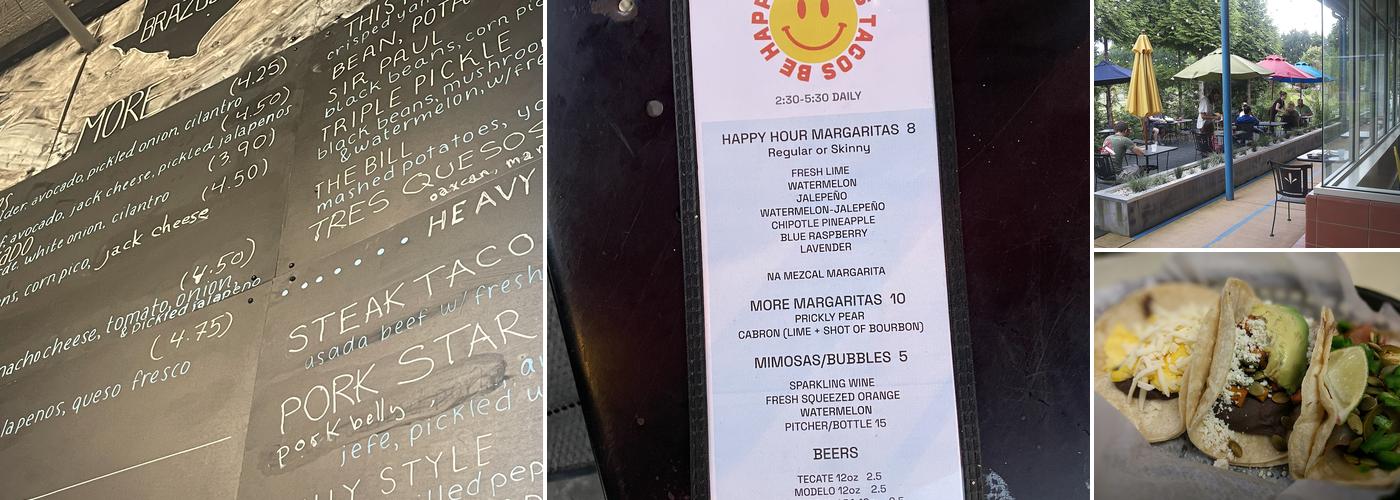 BRAZOS
MORE
(4.25)
avocado, pickled onion, cilantro
(4.50)
avocado, jack cheese, pickled jalapeños
(3.90)
white onion, cilantro
(4.50)
corn pico, jack cheese
(4.50)
nacho cheese, tomato, onion,
& pickled jalapeno
(4.75)
queso fresco
THIS
crisped
BEAN, POTA
black beans, corn pic
SIR PAUL
TRIPLE PICKLE
black beans, mushroom
& watermelon, w/fre
THE BILL
mashed potatoes, yo
TRES QUESOS
oaxcan, man
HEAVY
STEAK TACO
asada beef w/ fresh
PORK STAR
pork belly
jefe, pickled
STYLE
HAPP
S TACOS BE
2:30-5:30 DAILY
HAPPY HOUR MARGARITAS 8
Regular or Skinny
FRESH LIME
WATERMELON
JALEPEÑO
WATERMELON-JALEPEÑO
CHIPOTLE PINEAPPLE
BLUE RASPBERRY
LAVENDER
NA MEZCAL MARGARITA
MORE MARGARITAS 10
PRICKLY PEAR
CABRON (LIME + SHOT OF BOURBON)
MIMOSAS/BUBBLES 5
SPARKLING WINE
FRESH SQUEEZED ORANGE
WATERMELON
PITCHER/BOTTLE 15
BEERS
TECATE 12oz 2.5
MODELO 12oz 2.5